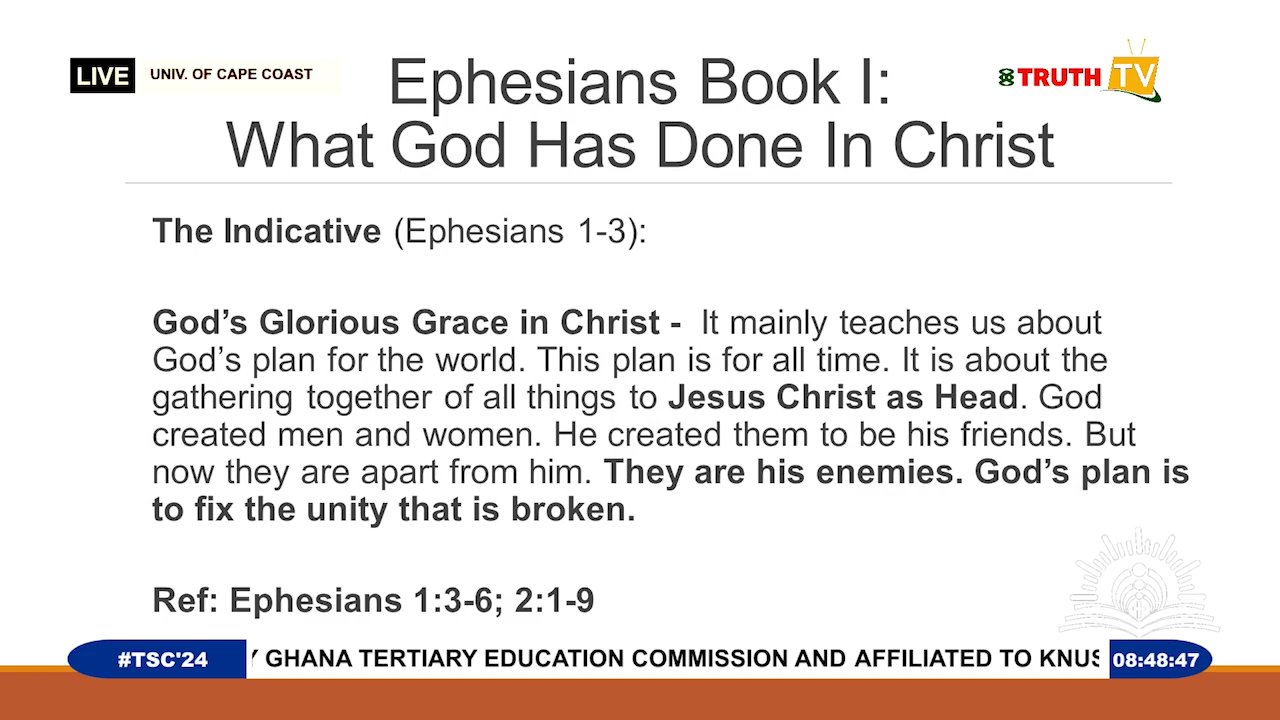 LIVE
UNIV. OF CAPE COAST
TRUTH TV
Ephesians Book I:
What God Has Done In Christ
The Indicative (Ephesians 1-3):
God’s Glorious Grace in Christ - It mainly teaches us about
God’s plan for the world. This plan is for all time. It is about the
gathering together of all things to Jesus Christ as Head. God
created men and women. He created them to be his friends. But
now they are apart from him. They are his enemies. God’s plan is
to fix the unity that is broken.
Ref: Ephesians 1:3-6; 2:1-9
#TSC'24
Y GHANA TERTIARY EDUCATION COMMISSION AND AFFILIATED TO KNUS
08:48:47